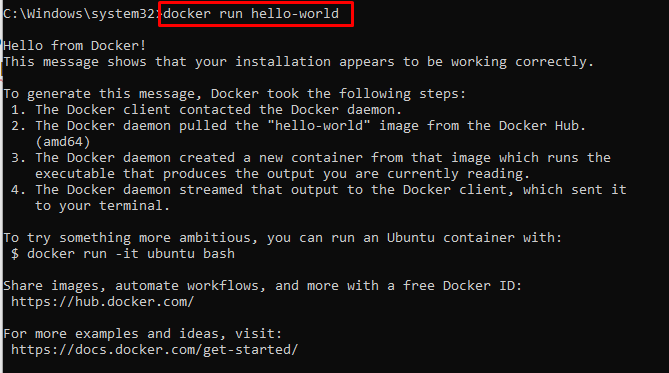 C:\Windows\system32>docker run hello-world
Hello from Docker!
This message shows that your installation appears to be working correctly.
To generate this message, Docker took the following steps:
1. The Docker client contacted the Docker daemon.
2. The Docker daemon pulled the "hello-world" image from the Docker Hub.
(amd64)
3. The Docker daemon created a new container from that image which runs the
executable that produces the output you are currently reading.
4. The Docker daemon streamed that output to the Docker client, which sent it
to your terminal.
To try something more ambitious, you can run an Ubuntu container with:
$ docker run -it ubuntu bash
Share images, automate workflows, and more with a free Docker ID:
https://hub.docker.com/
For more examples and ideas, visit:
https://docs.docker.com/get-started/